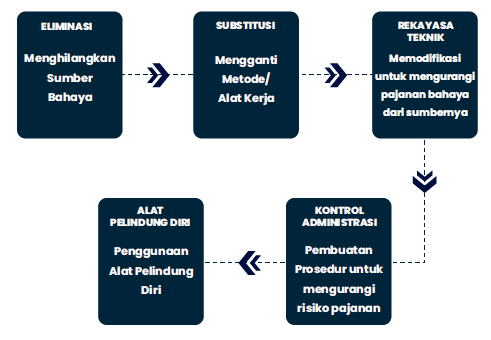 ELIMINASI
Menghilangkan
Sumber
Bahaya
SUBSTITUSI
Mengganti
Metode/
Alat Kerja
REKAYASA
TEKNIK
Memodifikasi
untuk mengurangi
pajanan bahaya
dari sumbernya
KONTROL
ADMINISTRASI
Pembuatan
Prosedur untuk
mengurangi
risiko pajanan
ALAT
PELINDUNG DIRI
Penggunaan
Alat Pelindung
Diri